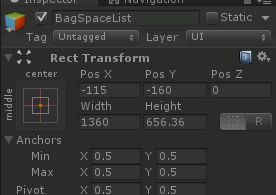 Inspector Navigation
BagSpaceList Static
Tag Untagged Layer UI
Rect Transform
center Pos X Pos Y Pos Z
middle -115 -160 0
Width Height
1360 656.36 R
Anchors
Min X 0.5 Y 0.5
Max X 0.5 Y 0.5
Pivot X 0.5 Y 0.5